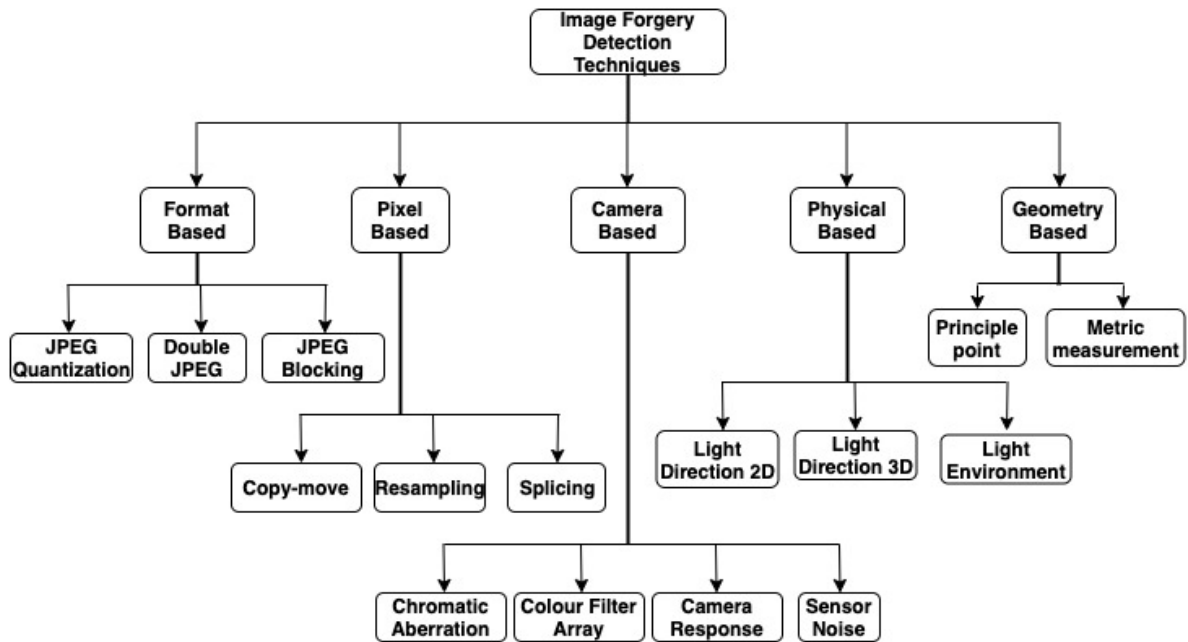 Image Forgery
Detection
Techniques
Format
Based
Pixel
Based
Camera
Based
Physical
Based
Geometry
Based
JPEG
Quantization
Double
JPEG
JPEG
Blocking
Principle
point
Metric
measurement
Copy-move
Resampling
Splicing
Light
Direction 2D
Light
Direction 3D
Light
Environment
Chromatic
Aberration
Colour Filter
Array
Camera
Response
Sensor
Noise